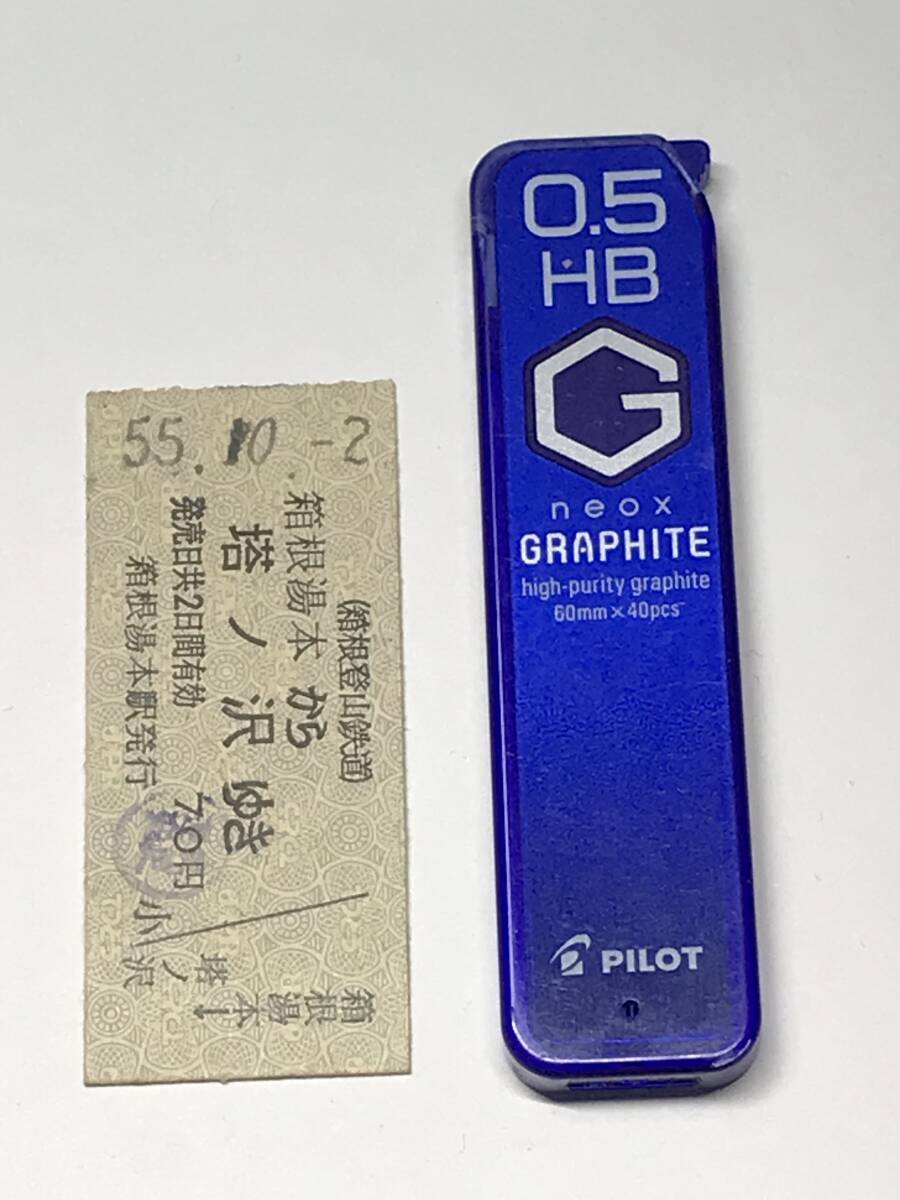 55. 10. -2
(箱根登山鉄道)
箱根湯本から
塔ノ沢ゆき
発売日共2日間有効 70円
箱根湯本駅発行
小
箱根湯本
↓
塔ノ沢
0.5
HB
G
neox
GRAPHITE
high-purity graphite
60mm×40pcs
PILOT